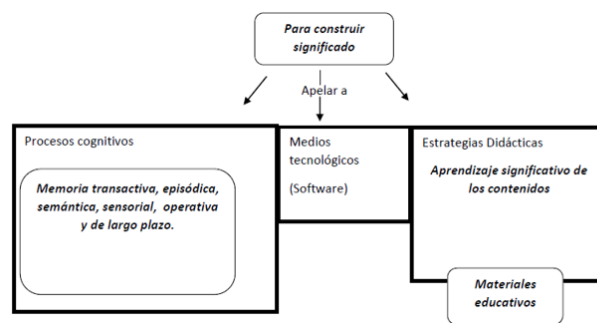 Para construir
significado
Apelar a
Procesos cognitivos
Memoria transactiva, episódica,
semántica, sensorial, operativa
y de largo plazo.
Medios
tecnológicos
(Software)
Estrategias Didácticas
Aprendizaje significativo de
los contenidos
Materiales
educativos